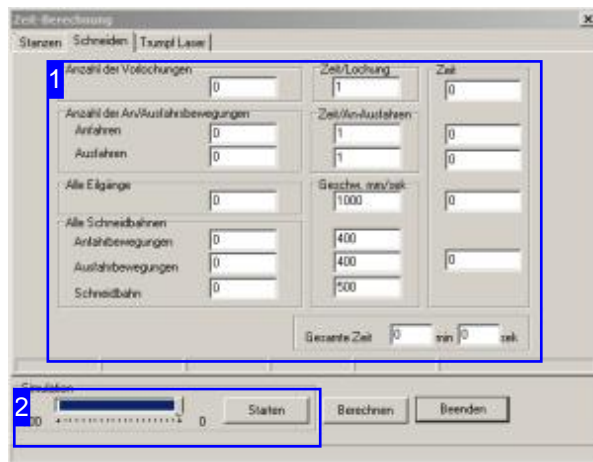 Zeit-Berechnung
Stanzen Schneiden Trumpf Laser
1
Anzahl der Vorlochungen Zeit/Lochung Zeit
0 1 0
Anzahl der An/Ausfahrsbewegungen Zeit/An-Ausfahren
Anfahren 0 1 0
Ausfahren 0 1 0
Alle Eilgänge Geschw. mm/sek
0 1000 0
Alle Schneidbahnen
Anfahrbewegungen 0 400
Ausfahrbewegungen 0 400 0
Schneidbahn 0 500
Gesamte Zeit 0 min 0 sek
Simulation
2
00 0 Starten Berechnen Beenden